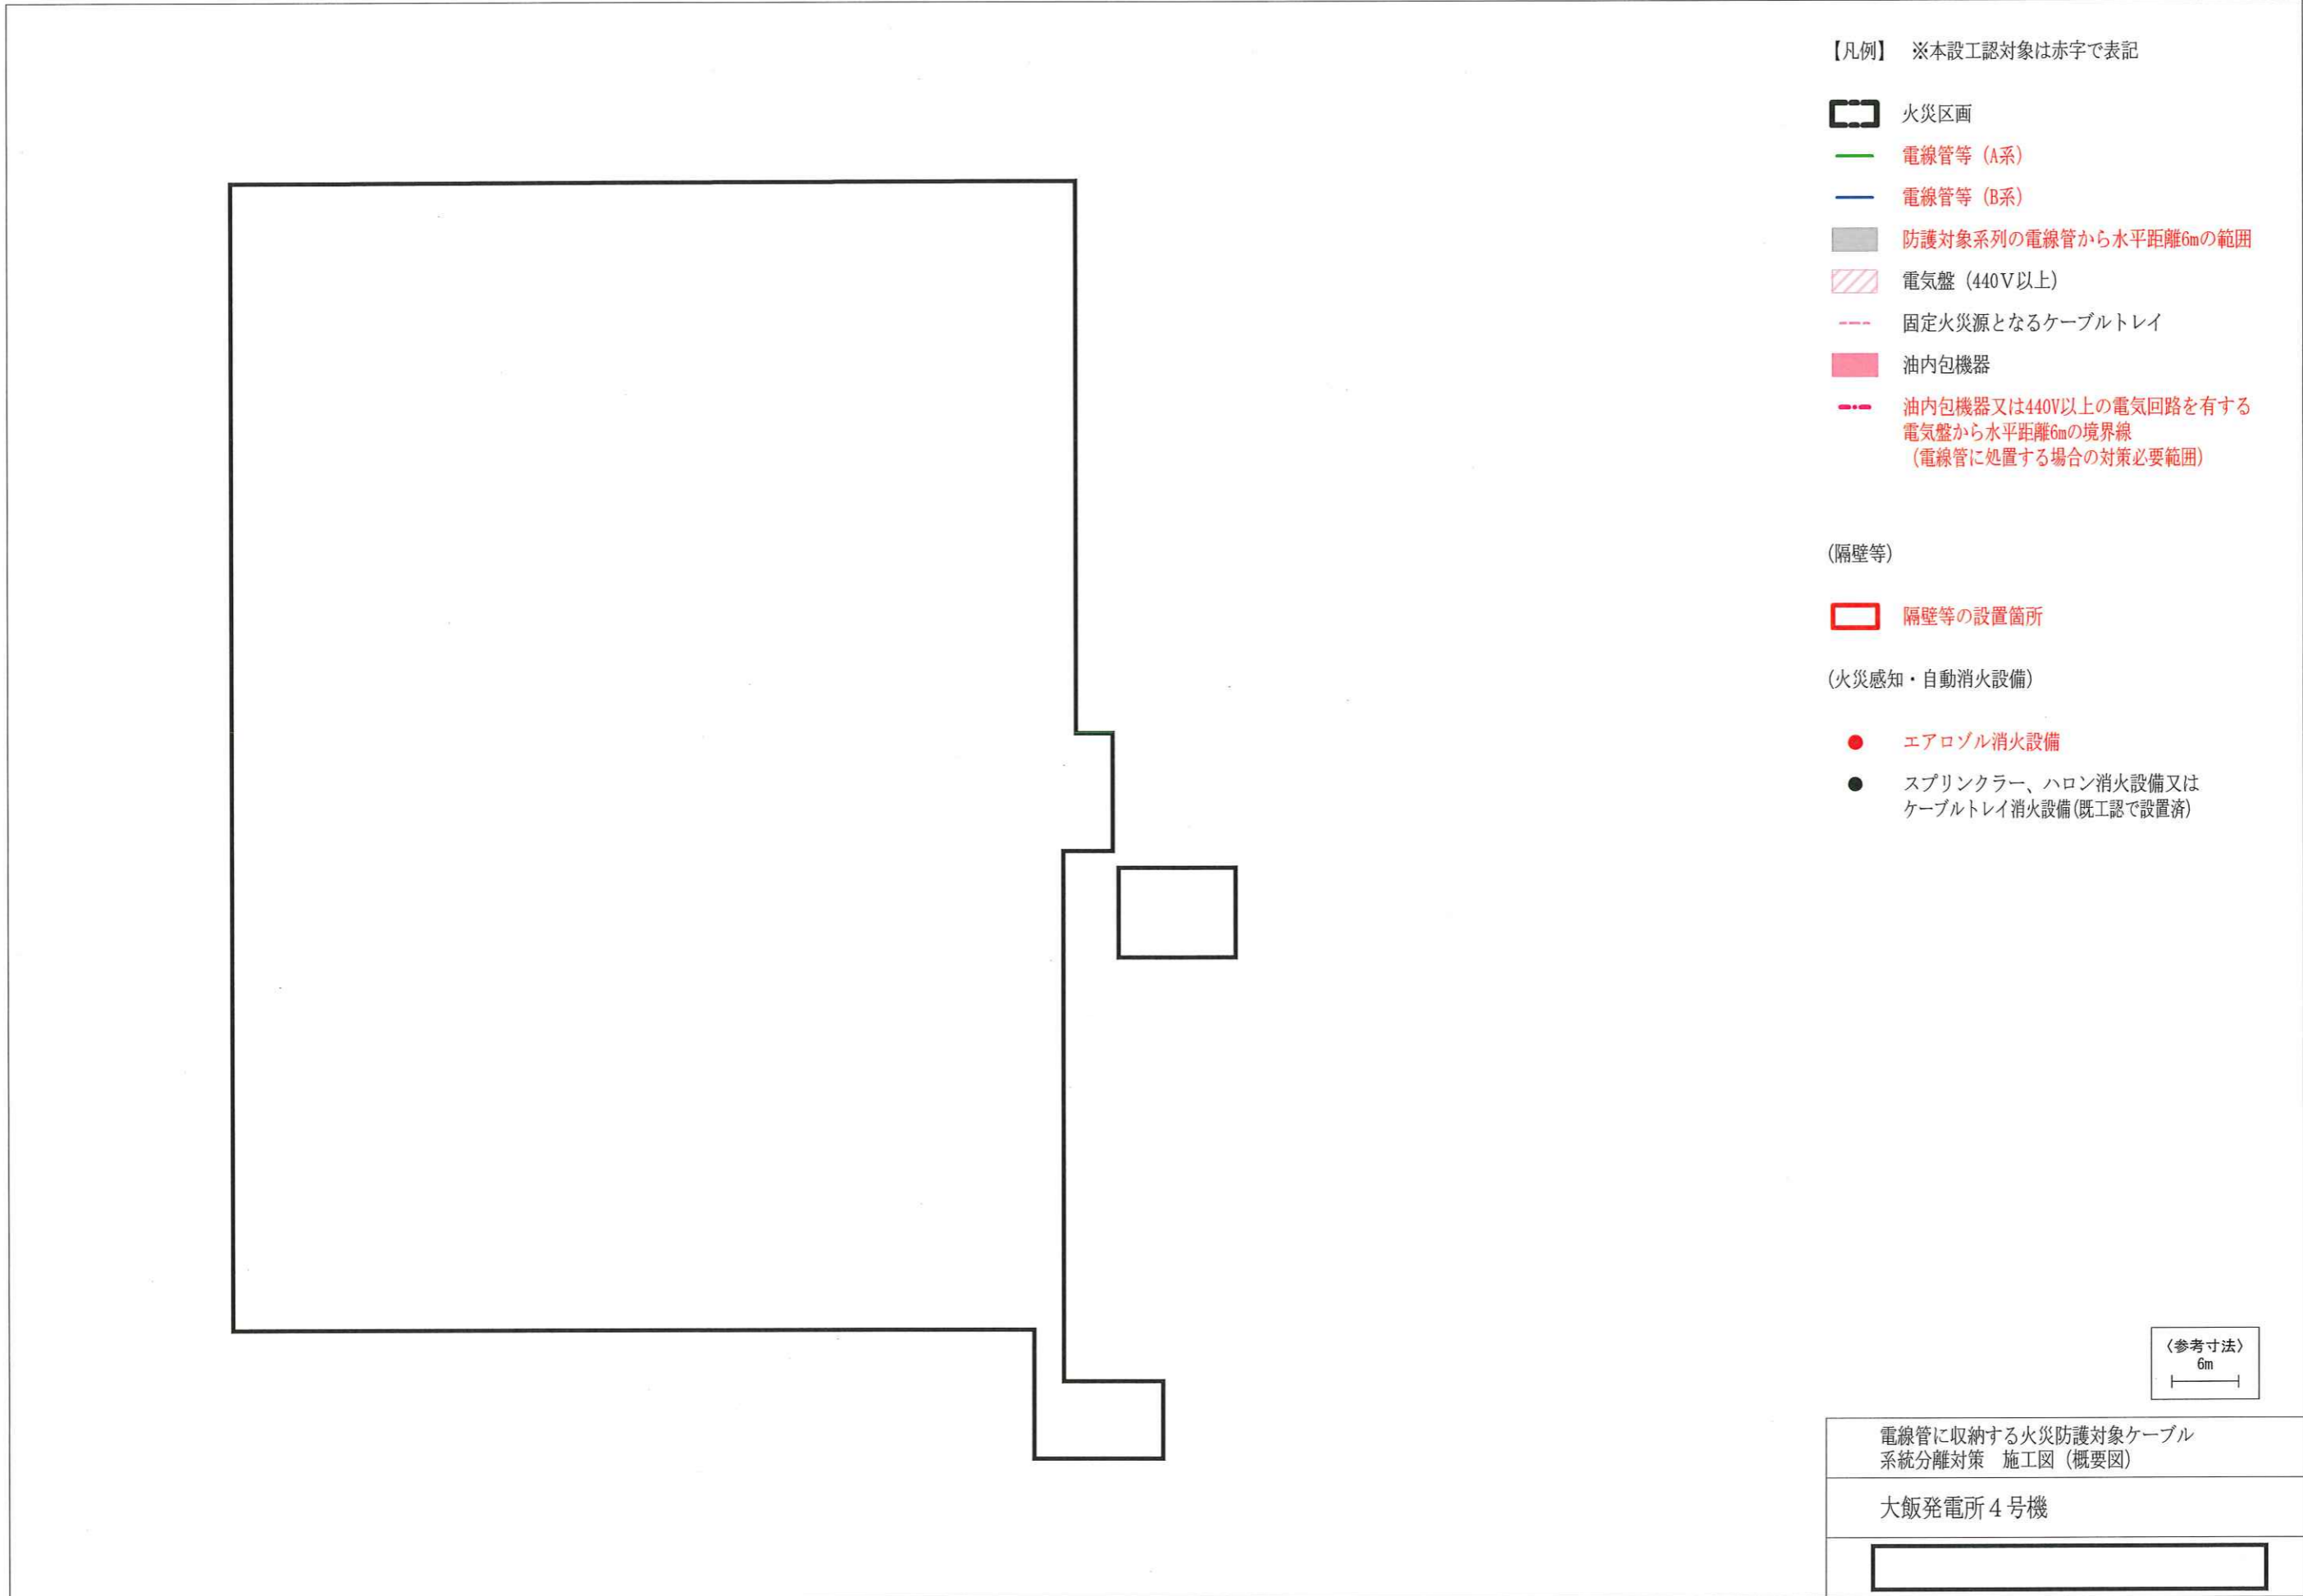 【凡例】　※本設工認対象は赤字で表記
火災区画
電線管等（A系）
電線管等（B系）
防護対象系列の電線管から水平距離6mの範囲
電気盤（440Ｖ以上）
固定火災源となるケーブルトレイ
油内包機器
油内包機器又は440V以上の電気回路を有する
電気盤から水平距離6mの境界線
（電線管に処置する場合の対策必要範囲）
(隔壁等)
隔壁等の設置箇所
(火災感知・自動消火設備)
エアロゾル消火設備
スプリンクラー、ハロン消火設備又は
ケーブルトレイ消火設備(既工認で設置済)
〈参考寸法〉
6m
電線管に収納する火災防護対象ケーブル
系統分離対策　施工図（概要図）
大飯発電所４号機